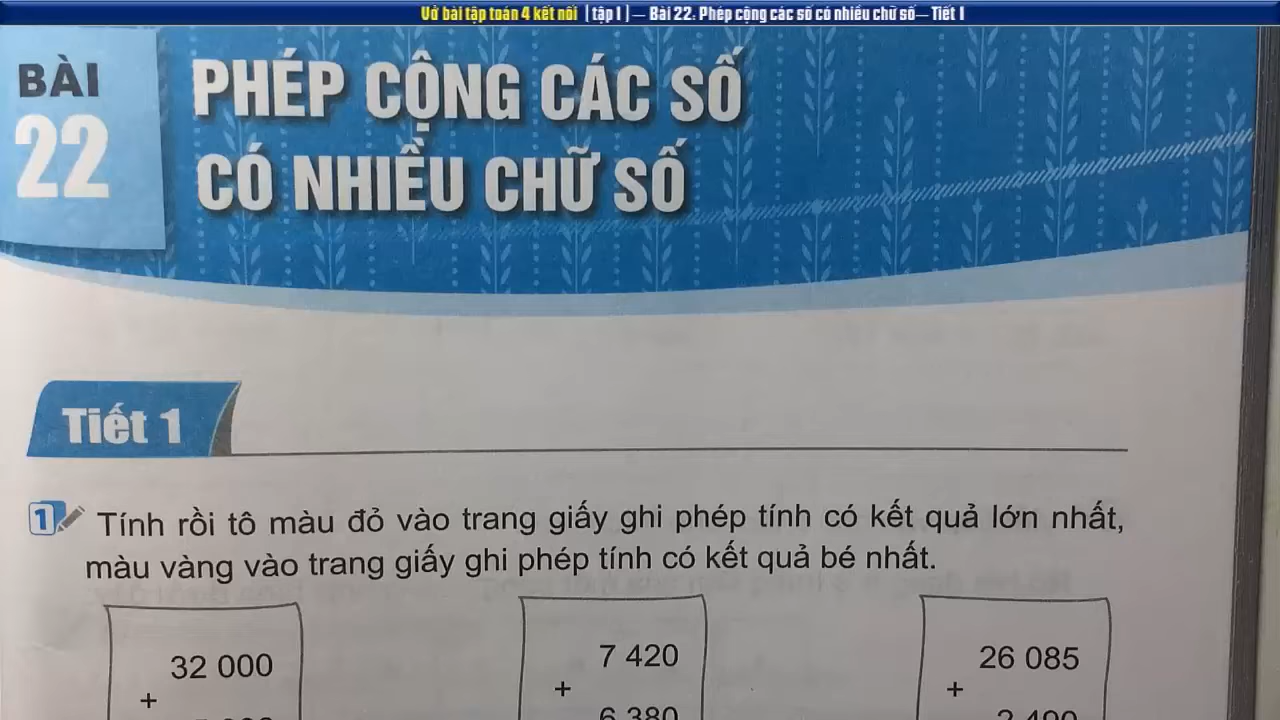 Vở bài tập toán 4 kết nối (tập 1) – Bài 22: Phép cộng các số có nhiều chữ số– Tiết 1
BÀI
22
PHÉP CỘNG CÁC SỐ
CÓ NHIỀU CHỮ SỐ
Tiết 1
1 Tính rồi tô màu đỏ vào trang giấy ghi phép tính có kết quả lớn nhất,
màu vàng vào trang giấy ghi phép tính có kết quả bé nhất.
32 000 7 420 26 085
+ + +
6 380